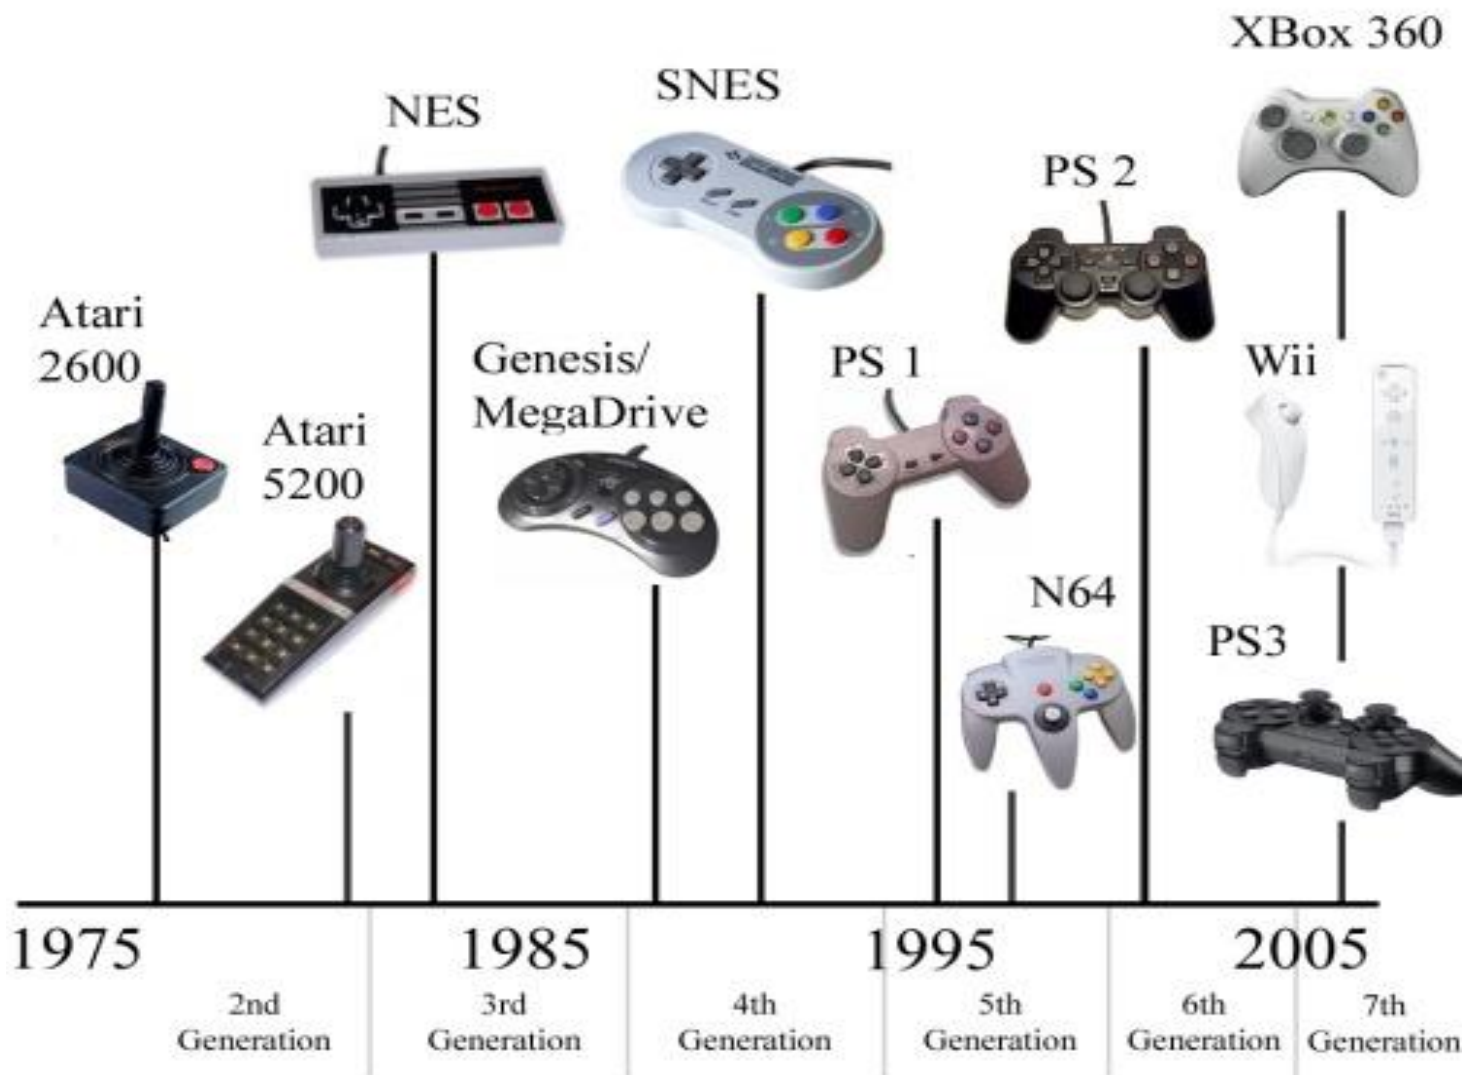 XBox 360
SNES
NES
PS 2
Atari
2600
Genesis/
MegaDrive
PS 1
Wii
Atari
5200
N64
PS3
1975
1985
1995
2005
2nd
Generation
3rd
Generation
4th
Generation
5th
Generation
6th
Generation
7th
Generation